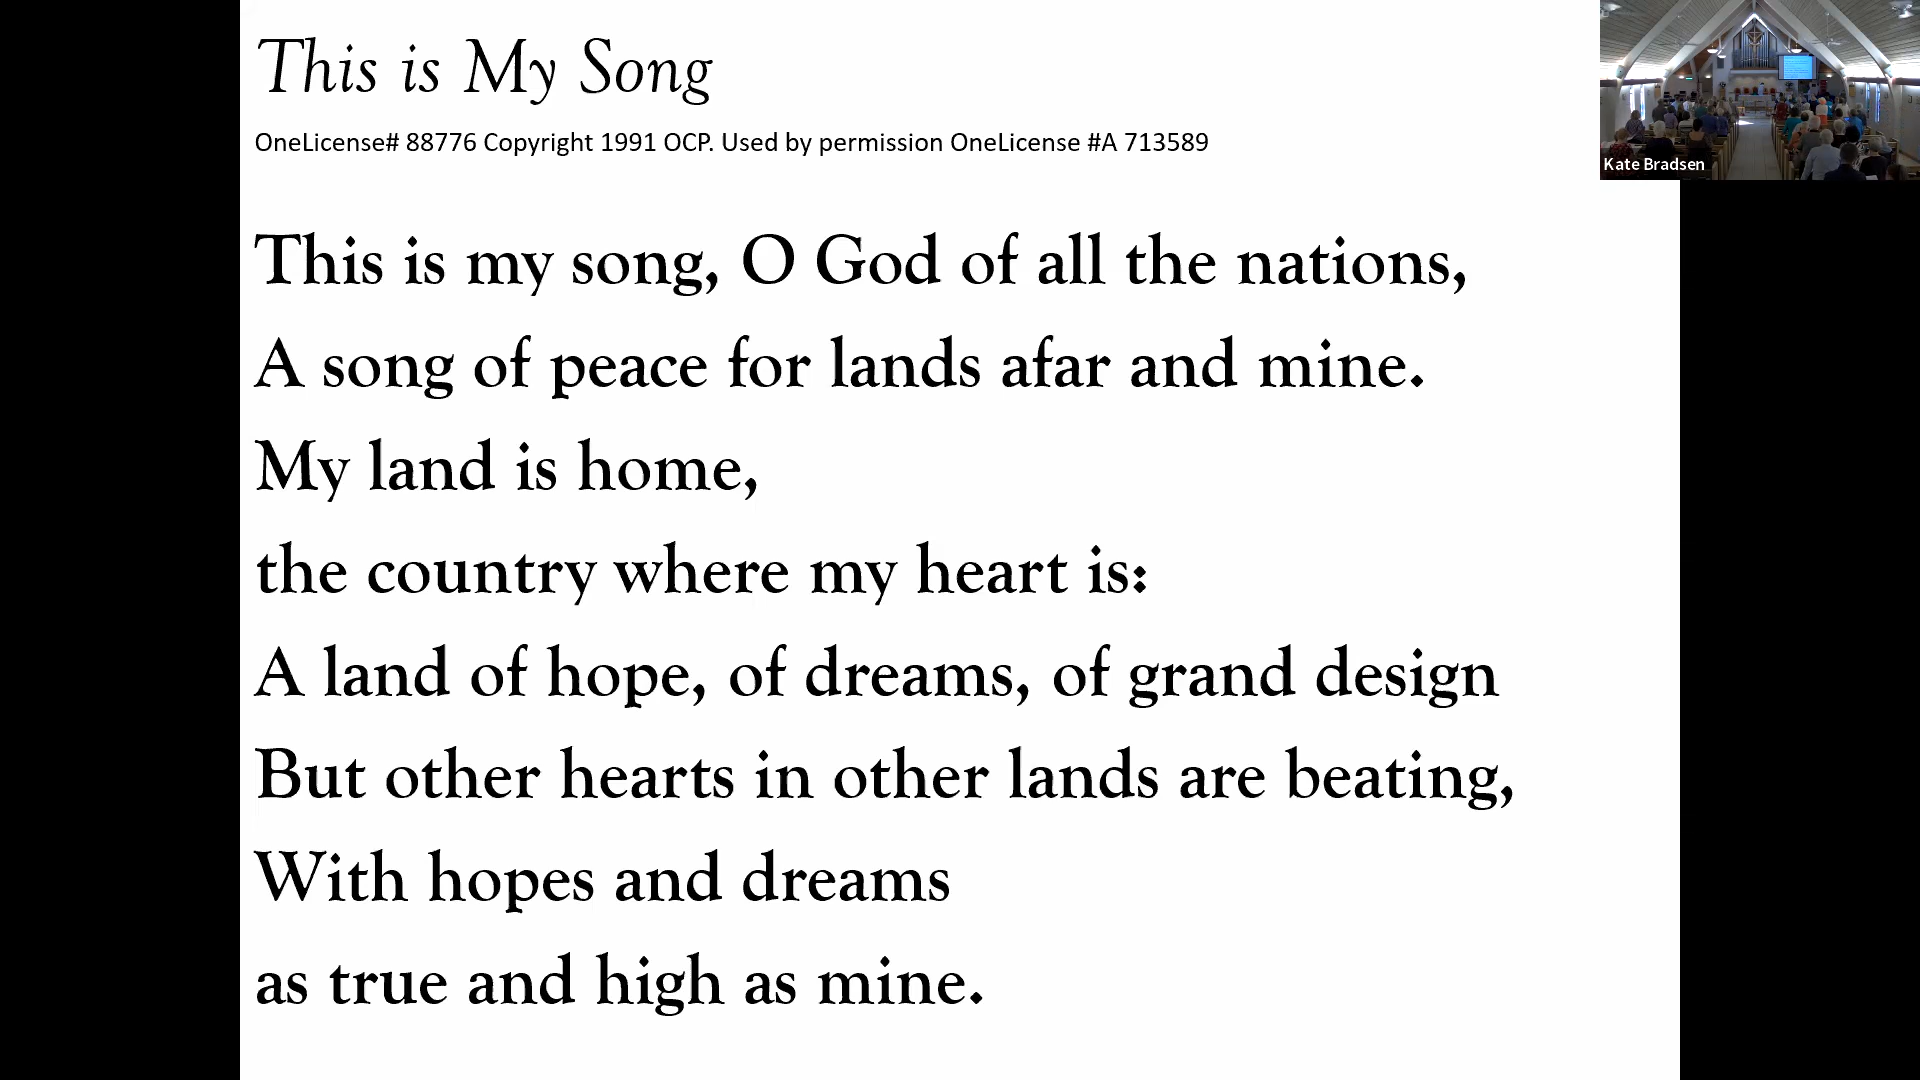 This is My Song
OneLicense# 88776 Copyright 1991 OCP. Used by permission OneLicense #A 713589
This is my song, O God of all the nations,
A song of peace for lands afar and mine.
My land is home,
the country where my heart is:
A land of hope, of dreams, of grand design
But other hearts in other lands are beating,
With hopes and dreams
as true and high as mine.
Kate Bradsen